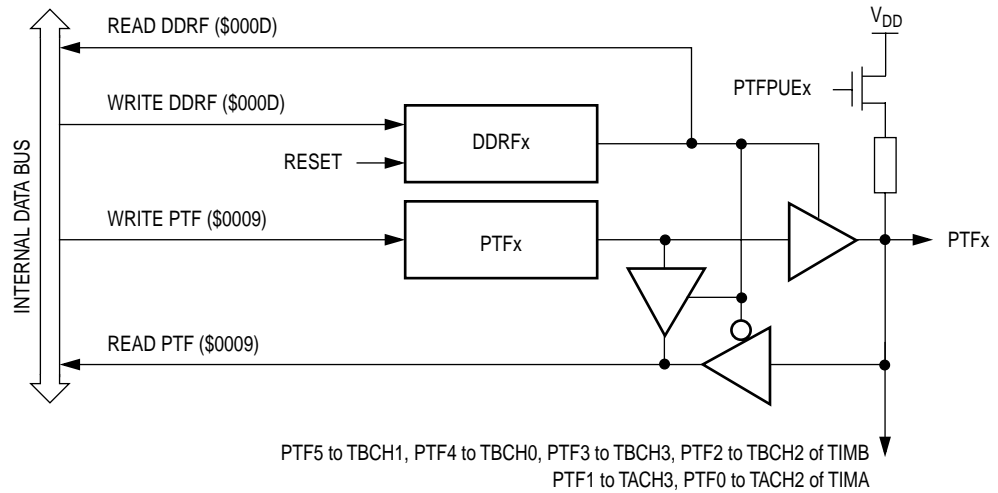 READ DDRF ($000D)
V_DD
PTFPUEx
WRITE DDRF ($000D)
DDRFx
RESET
INTERNAL DATA BUS
WRITE PTF ($0009)
PTFx
PTFx
READ PTF ($0009)
PTF5 to TBCH1, PTF4 to TBCH0, PTF3 to TBCH3, PTF2 to TBCH2 of TIMB
PTF1 to TACH3, PTF0 to TACH2 of TIMA